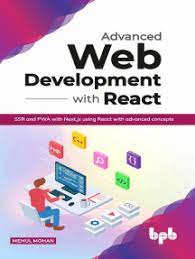 Advanced
Web
Development
with React
SSR and PWA with Next.js using React with advanced concepts
MEHUL MOHAN
bpb